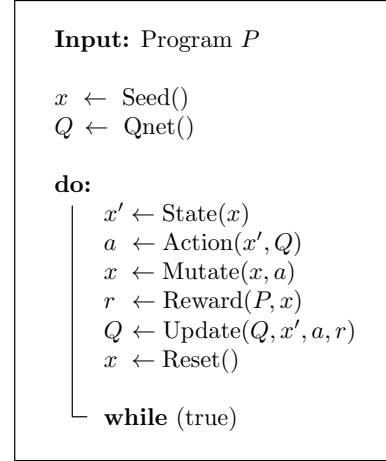 Input: Program P
x ← Seed()
Q ← Qnet()
do:
x′ ← State(x)
a ← Action(x′, Q)
x ← Mutate(x, a)
r ← Reward(P, x)
Q ← Update(Q, x′, a, r)
x ← Reset()
while (true)